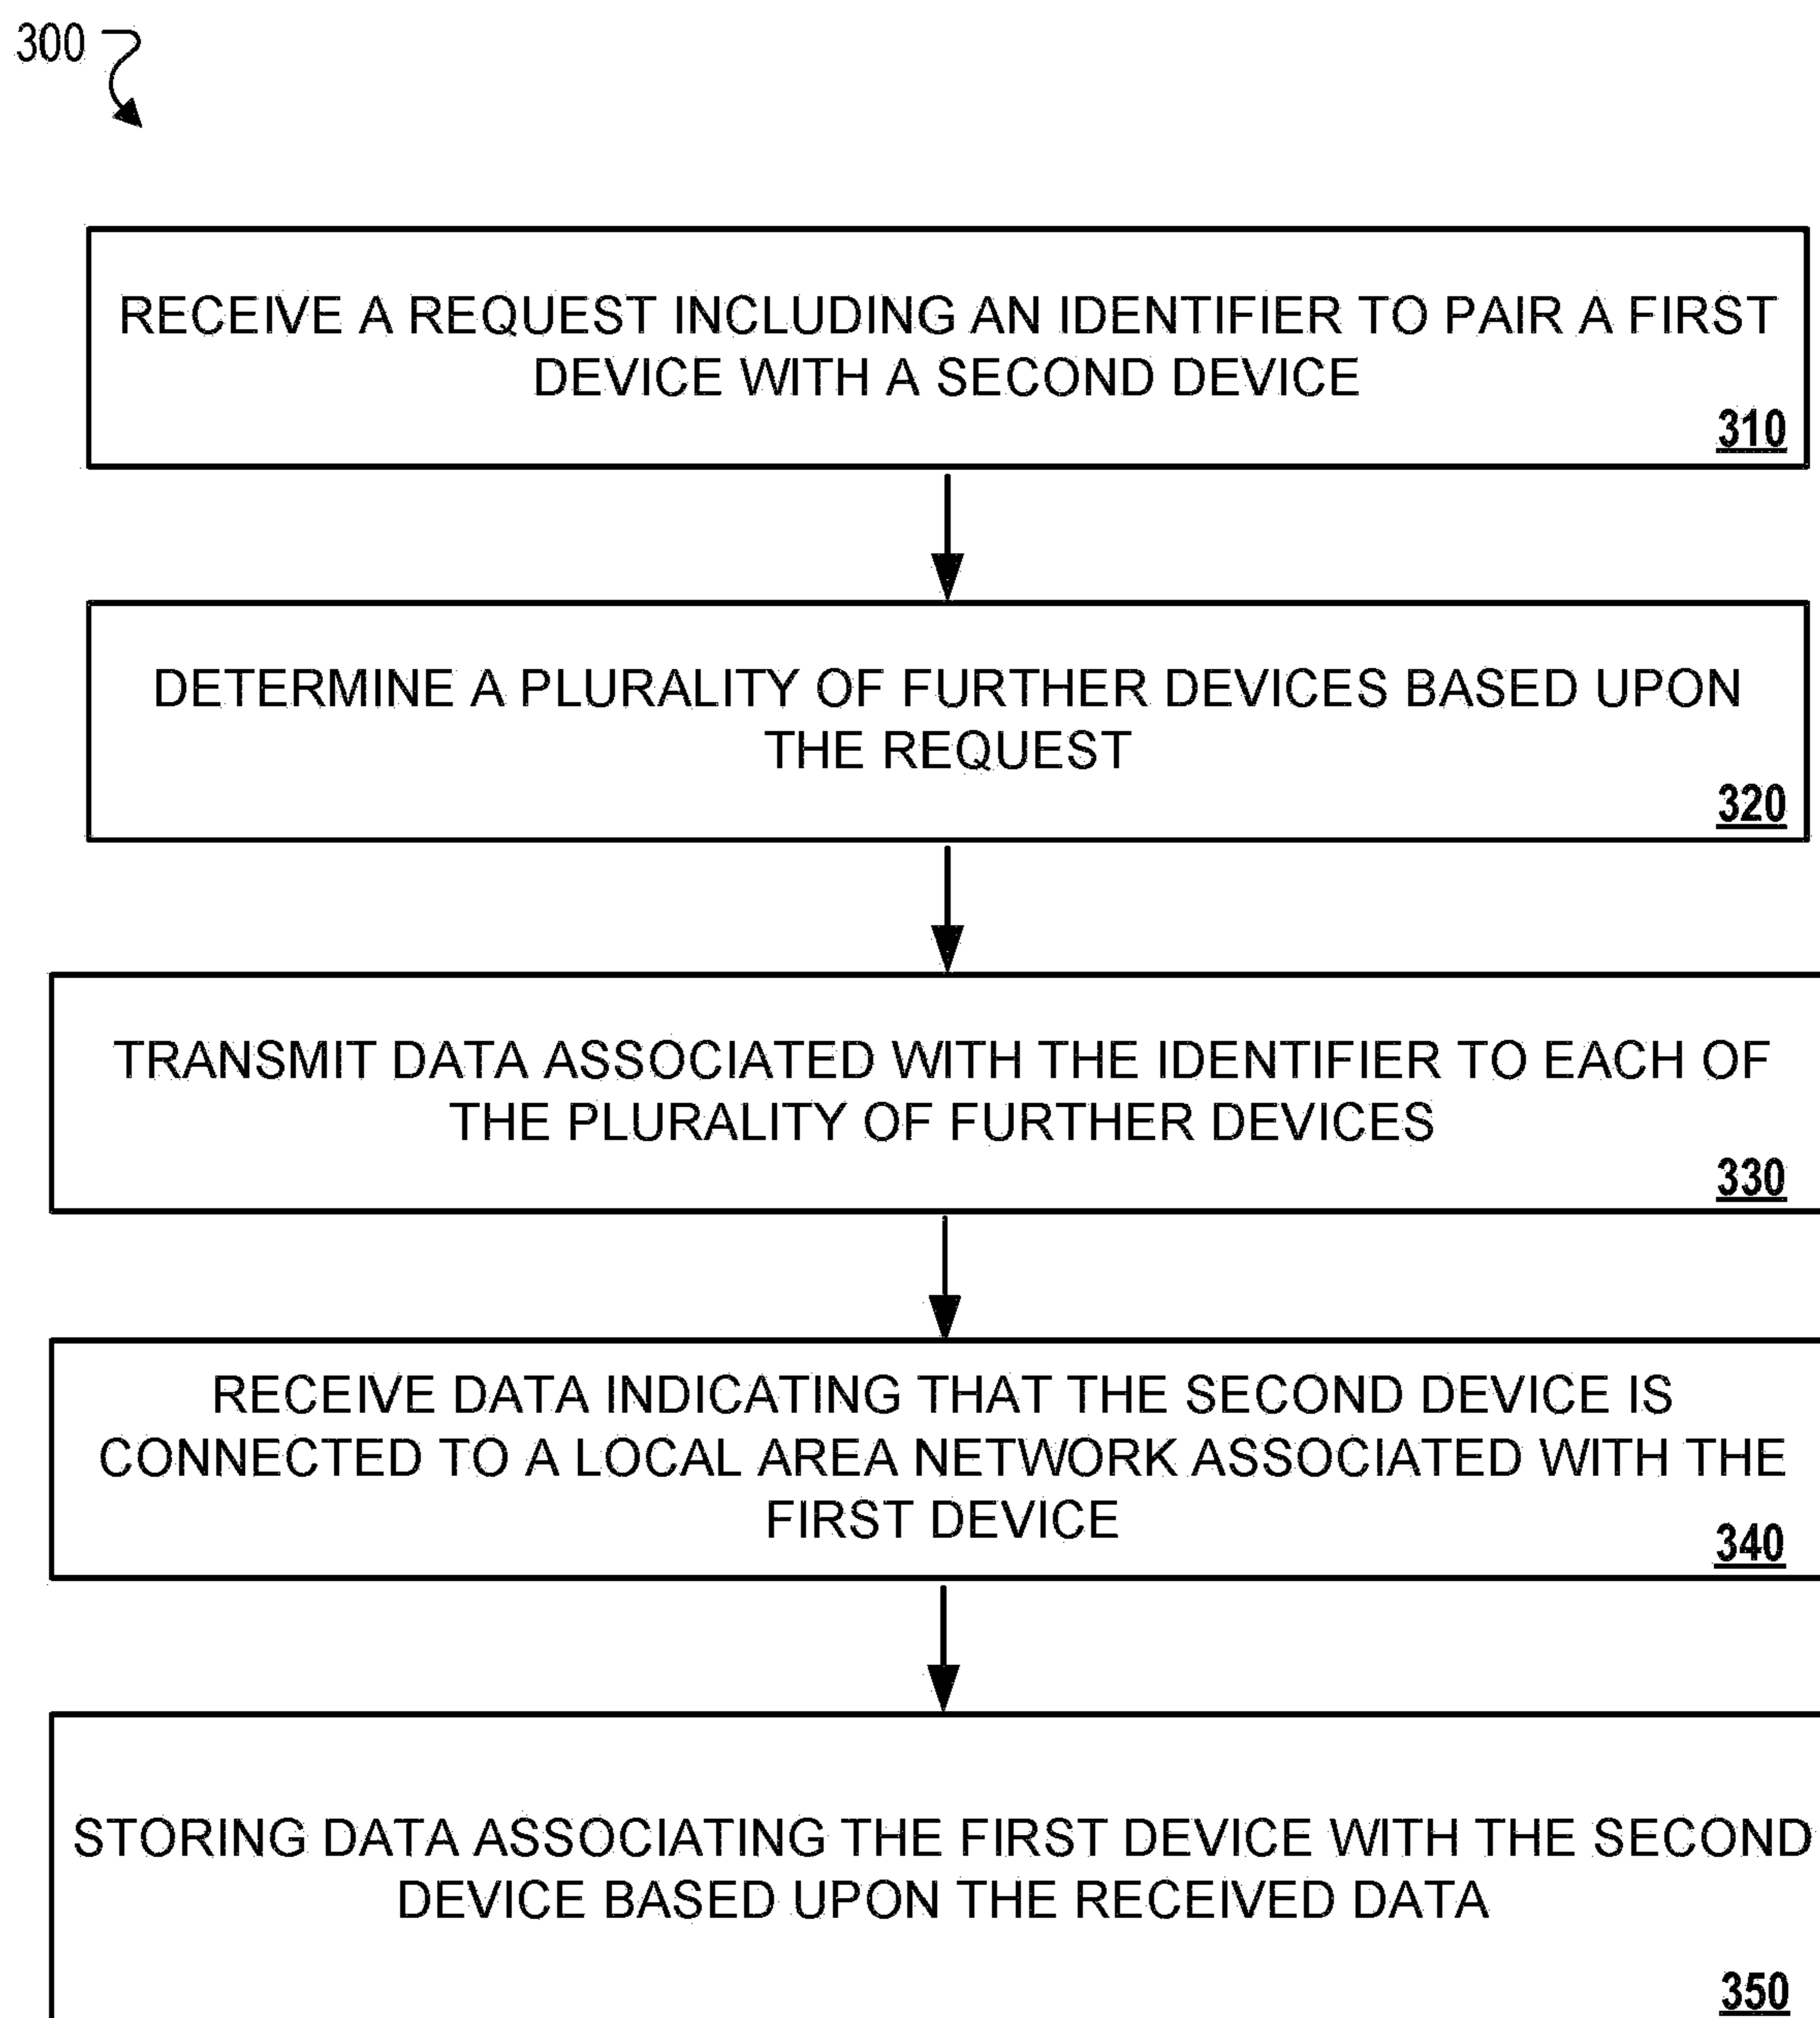 300
RECEIVE A REQUEST INCLUDING AN IDENTIFIER TO PAIR A FIRST
DEVICE WITH A SECOND DEVICE
310
DETERMINE A PLURALITY OF FURTHER DEVICES BASED UPON
THE REQUEST
320
TRANSMIT DATA ASSOCIATED WITH THE IDENTIFIER TO EACH OF
THE PLURALITY OF FURTHER DEVICES
330
RECEIVE DATA INDICATING THAT THE SECOND DEVICE IS
CONNECTED TO A LOCAL AREA NETWORK ASSOCIATED WITH THE
FIRST DEVICE
340
STORING DATA ASSOCIATING THE FIRST DEVICE WITH THE SECOND
DEVICE BASED UPON THE RECEIVED DATA
350